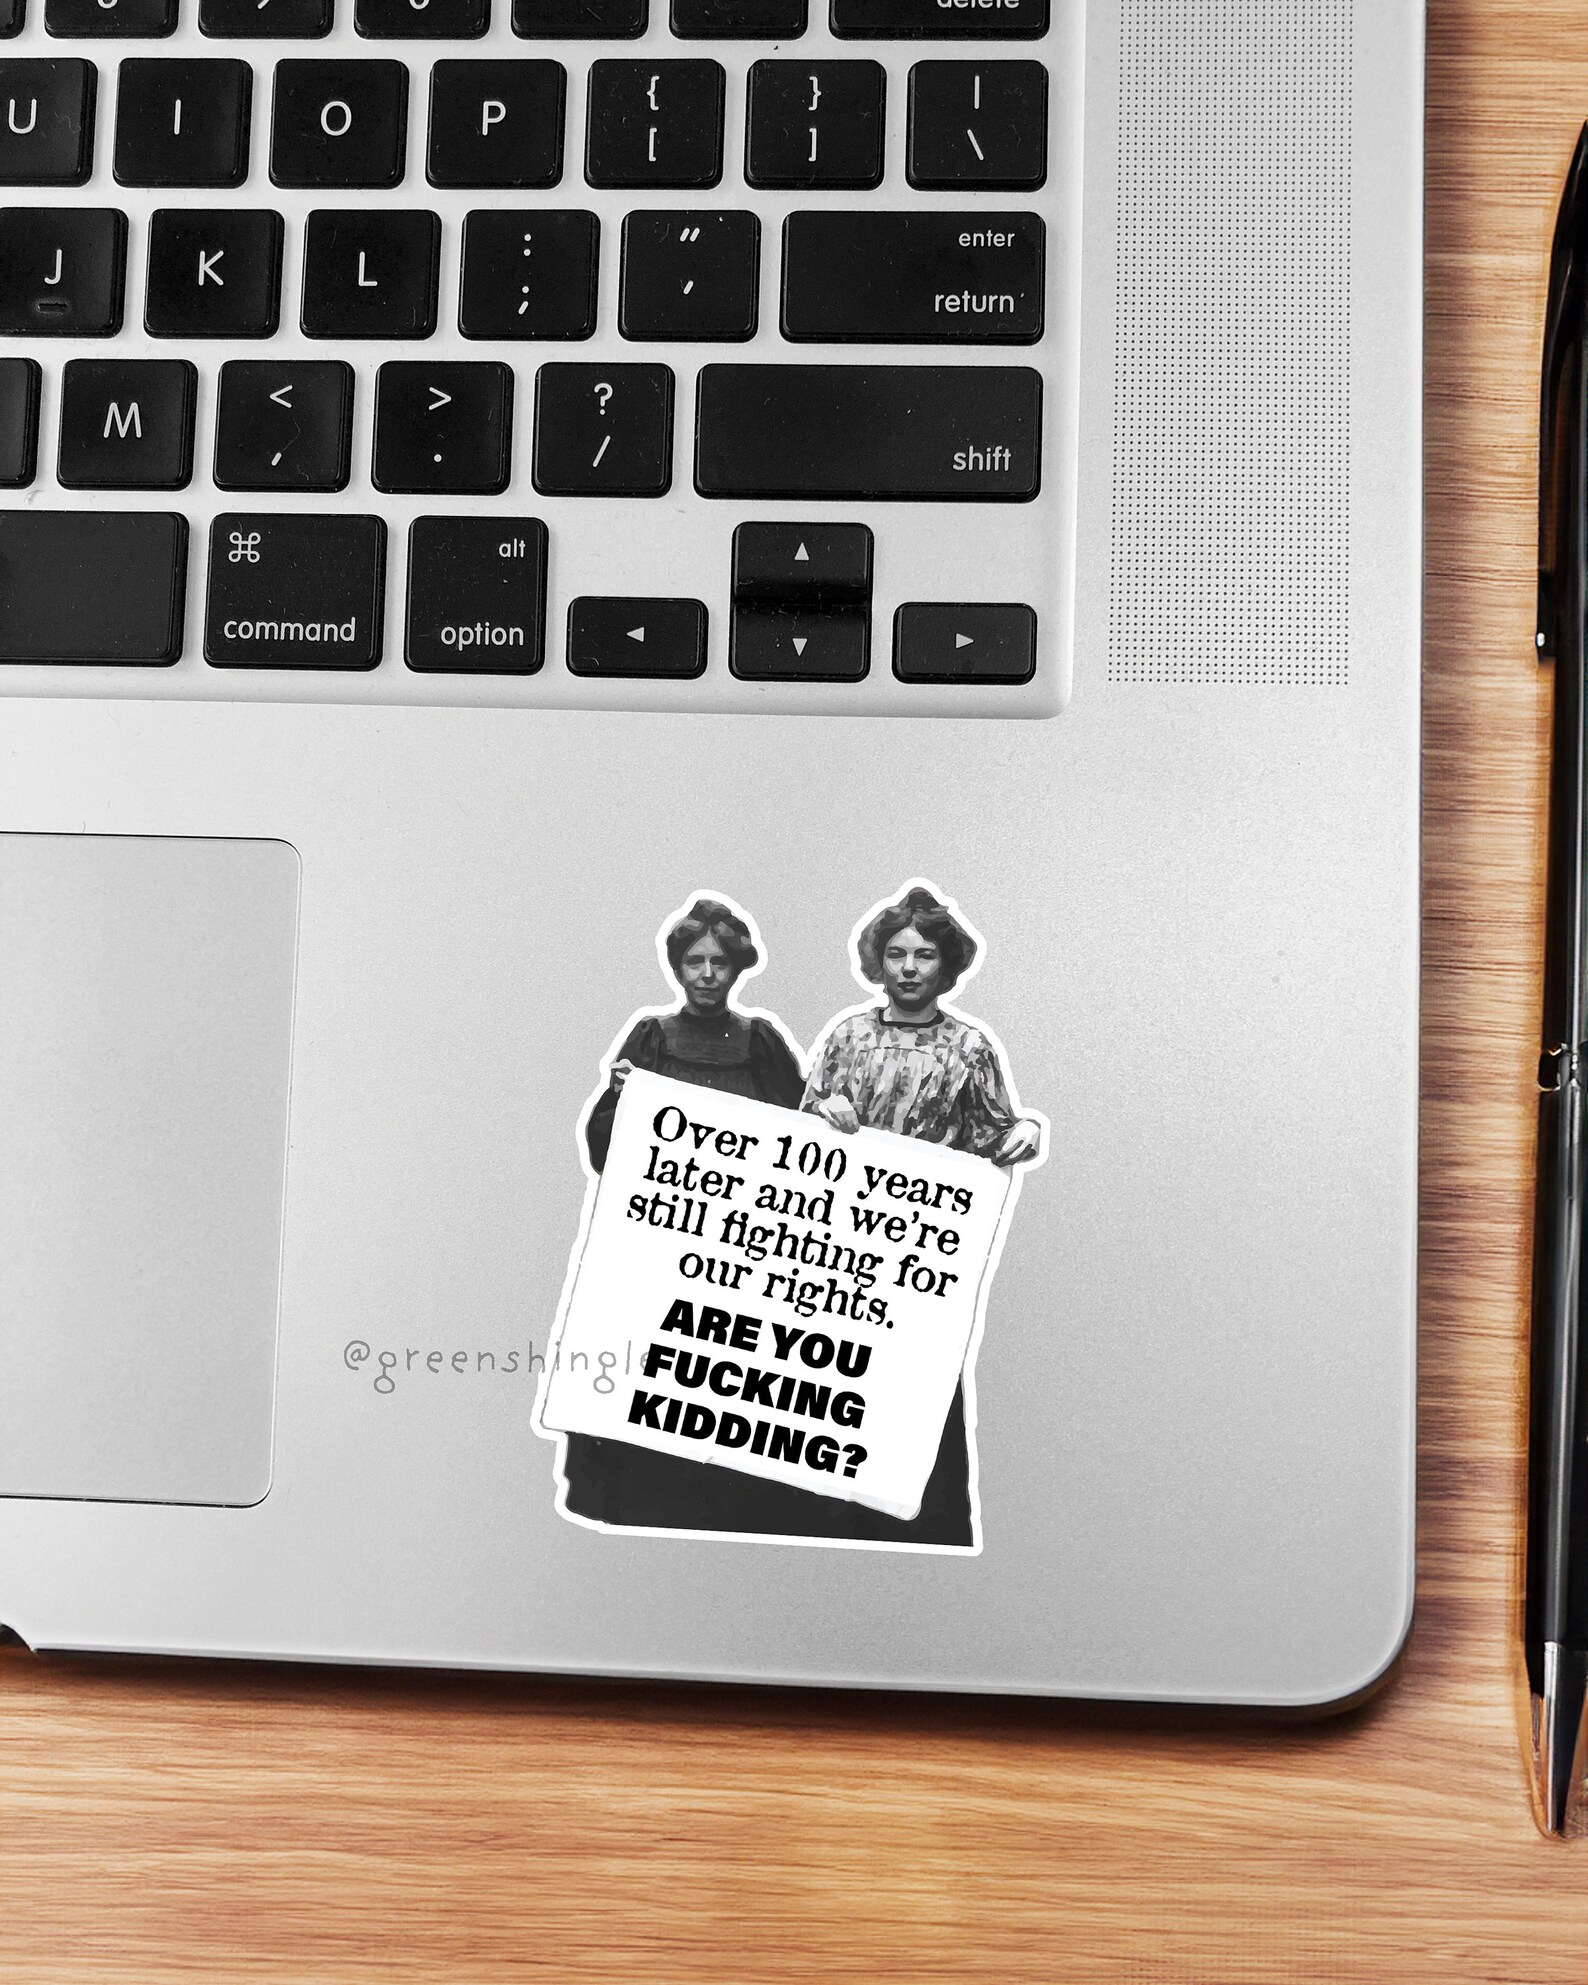 delete
U I O P { [ } ] | \
J K L : ; " ' enter return
M < , > . ? / shift
⌘ command alt option ◄ ▲ ▼ ►
Over 100 years
later and we're
still fighting for
our rights.
ARE YOU
FUCKING
KIDDING?
@greenshingl